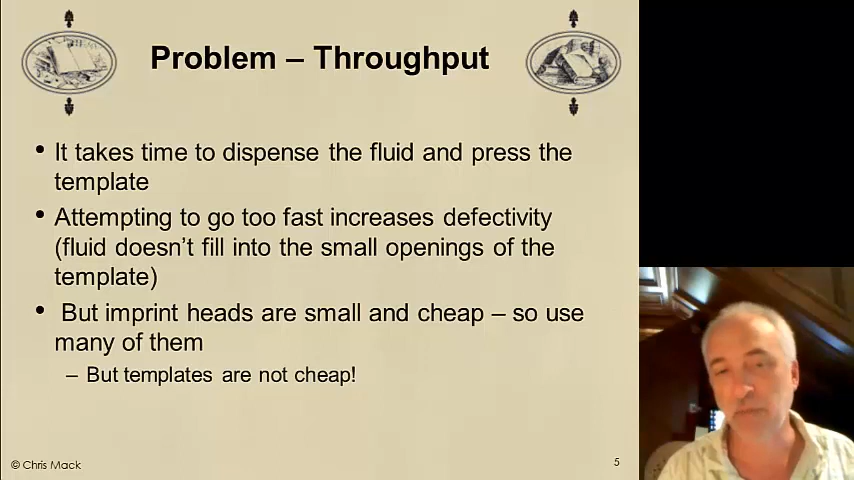 Problem – Throughput
• It takes time to dispense the fluid and press the
template
• Attempting to go too fast increases defectivity
(fluid doesn’t fill into the small openings of the
template)
• But imprint heads are small and cheap – so use
many of them
– But templates are not cheap!
© Chris Mack
5